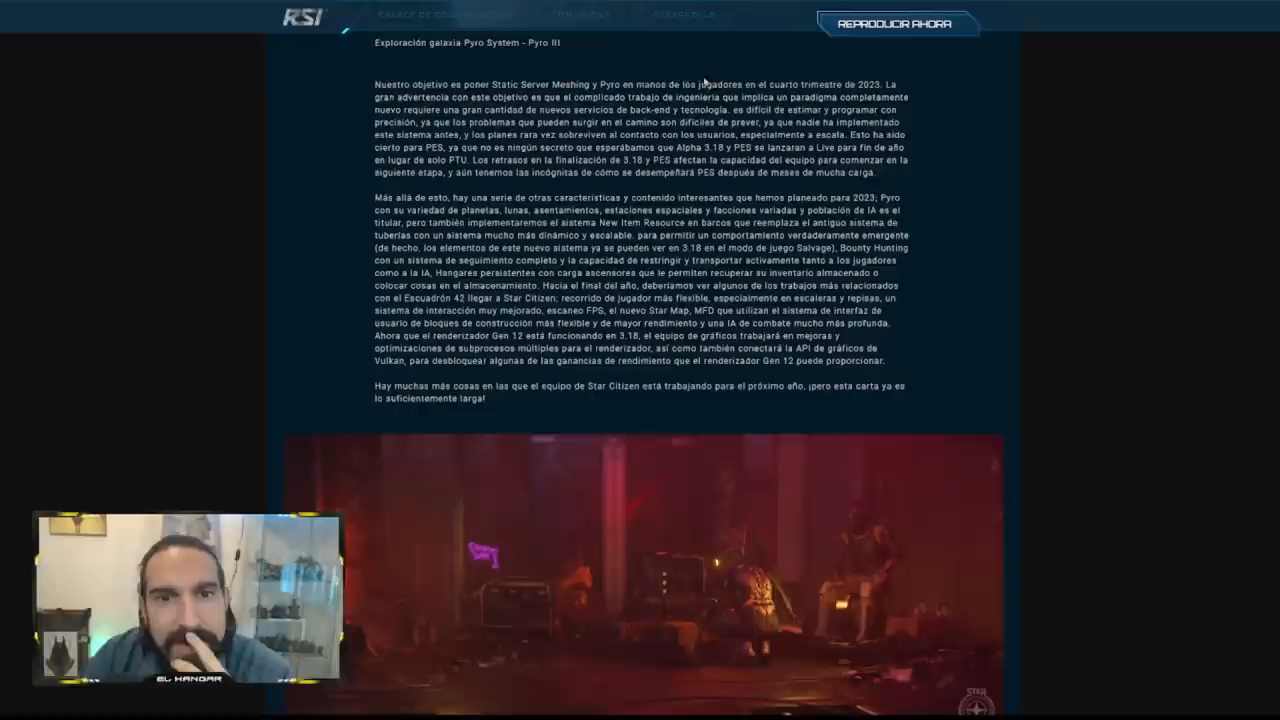 RSI
REPRODUCIR AHORA
Exploración galaxia Pyro System - Pyro III
Nuestro objetivo es poner Static Server Meshing y Pyro en manos de los jugadores en el cuarto trimestre de 2023. La
gran advertencia con este objetivo es que el complicado trabajo de ingeniería que implica un paradigma completamente
nuevo requiere una gran cantidad de nuevos servicios de back-end y tecnología. es difícil de estimar y programar con
precisión, ya que los problemas que pueden surgir en el camino son difíciles de prever, ya que nadie ha implementado
este sistema antes, y los planes rara vez sobreviven al contacto con los usuarios, especialmente a escala. Esto ha sido
cierto para PES, ya que no es ningún secreto que esperábamos que Alpha 3.18 y PES se lanzaran a Live para fin de año
en lugar de solo PTU. Los retrasos en la finalización de 3.18 y PES afectan la capacidad del equipo para comenzar en la
siguiente etapa, y aún tenemos las incógnitas de cómo se desempeñará PES después de meses de mucha carga.
Más allá de esto, hay una serie de otras características y contenido interesantes que hemos planeado para 2023; Pyro
con su variedad de planetas, lunas, asentamientos, estaciones espaciales y facciones variadas y población de IA es el
titular, pero también implementaremos el sistema New Item Resource en barcos que reemplaza el antiguo sistema de
tuberías con un sistema mucho más dinámico y escalable. para permitir un comportamiento verdaderamente emergente
(de hecho, los elementos de este nuevo sistema ya se pueden ver en 3.18 en el modo de juego Salvage), Bounty Hunting
con un sistema de seguimiento completo y la capacidad de restringir y transportar activamente tanto a los jugadores
como a la IA, Hangares persistentes con carga ascensores que le permiten recuperar su inventario almacenado o
colocar cosas en el almacenamiento. Hacia el final del año, deberíamos ver algunos de los trabajos más relacionados
con el Escuadrón 42 llegar a Star Citizen; recorrido de jugador más flexible, especialmente en escaleras y repisas, un
sistema de interacción muy mejorado, escaneo FPS, el nuevo Star Map, MFD que utilizan el sistema de interfaz de
usuario de bloques de construcción más flexible y de mayor rendimiento y una IA de combate mucho más profunda.
Ahora que el renderizador Gen 12 está funcionando en 3.18, el equipo de gráficos trabajará en mejoras y
optimizaciones de subprocesos múltiples para el renderizador, así como también conectará la API de gráficos de
Vulkan, para desbloquear algunas de las ganancias de rendimiento que el renderizador Gen 12 puede proporcionar.
Hay muchas más cosas en las que el equipo de Star Citizen está trabajando para el próximo año, ¡pero esta carta ya es
lo suficientemente larga!
EL HANGAR
STAR